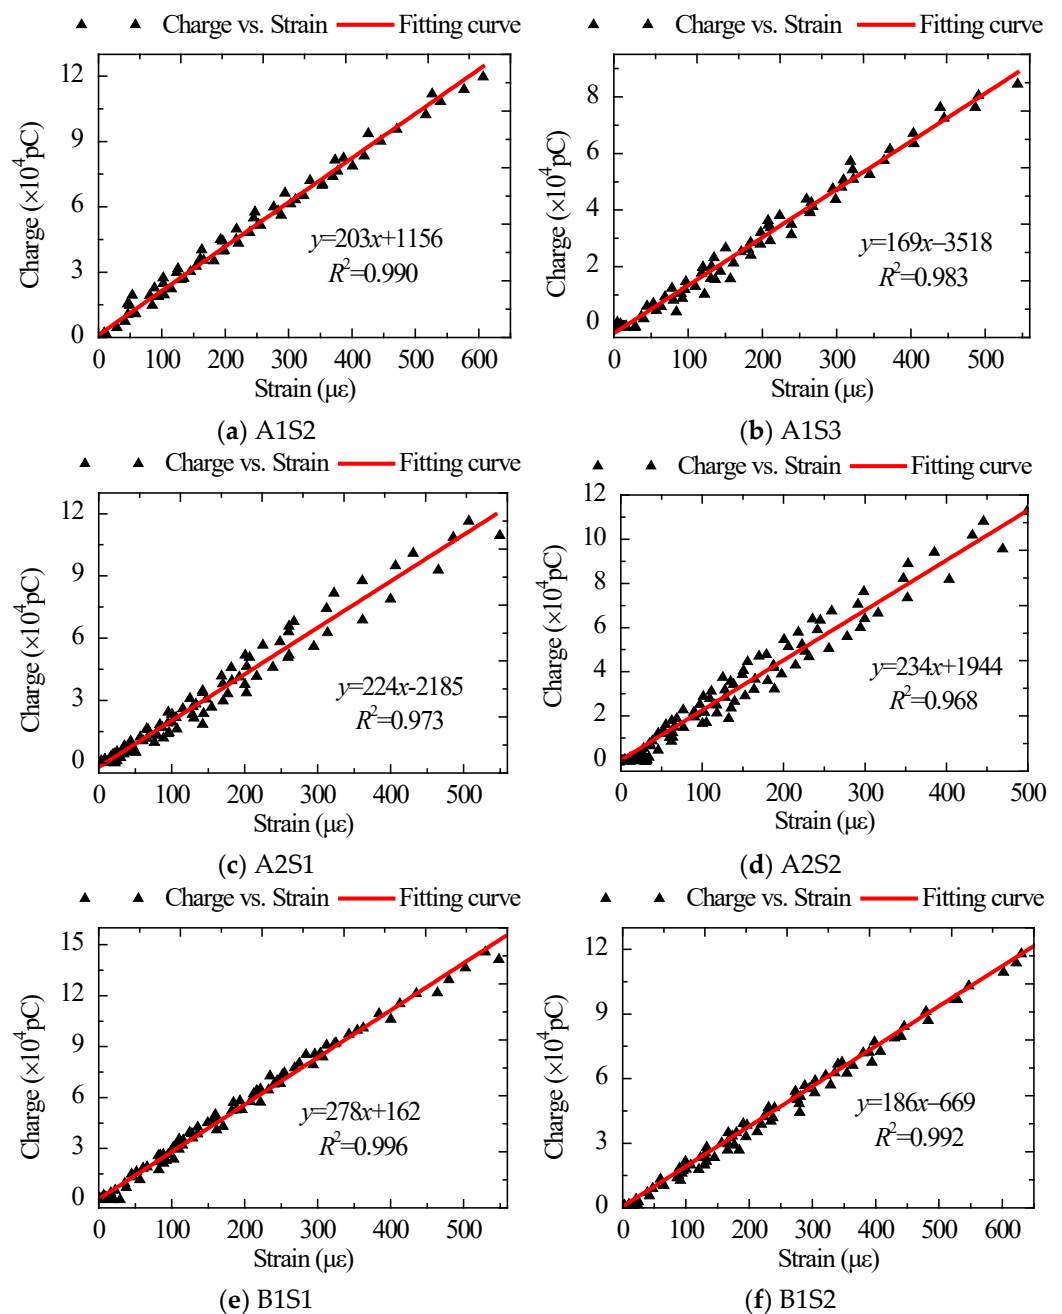 Charge vs. Strain Fitting curve
Charge (×10⁴pC)
12
9
6
3
0
0 100 200 300 400 500 600
y=203x+1156
R²=0.990
Strain (με)
(a) A1S2
Charge vs. Strain Fitting curve
Charge (×10⁴pC)
8
6
4
2
0
0 100 200 300 400 500
y=169x–3518
R²=0.983
Strain (με)
(b) A1S3
Charge vs. Strain Fitting curve
Charge (×10⁴pC)
12
9
6
3
0
0 100 200 300 400 500
y=224x-2185
R²=0.973
Strain (με)
(c) A2S1
Charge vs. Strain Fitting curve
Charge (×10⁴pC)
12
11
8
6
4
2
0
0 100 200 300 400 500
y=234x+1944
R²=0.968
Strain (με)
(d) A2S2
Charge vs. Strain Fitting curve
Charge (×10⁴pC)
15
12
9
6
3
0
0 100 200 300 400 500
y=278x+162
R²=0.996
Strain (με)
(e) B1S1
Charge vs. Strain Fitting curve
Charge (×10⁴pC)
12
9
6
3
0
0 100 200 300 400 500 600
y=186x–669
R²=0.992
Strain (με)
(f) B1S2